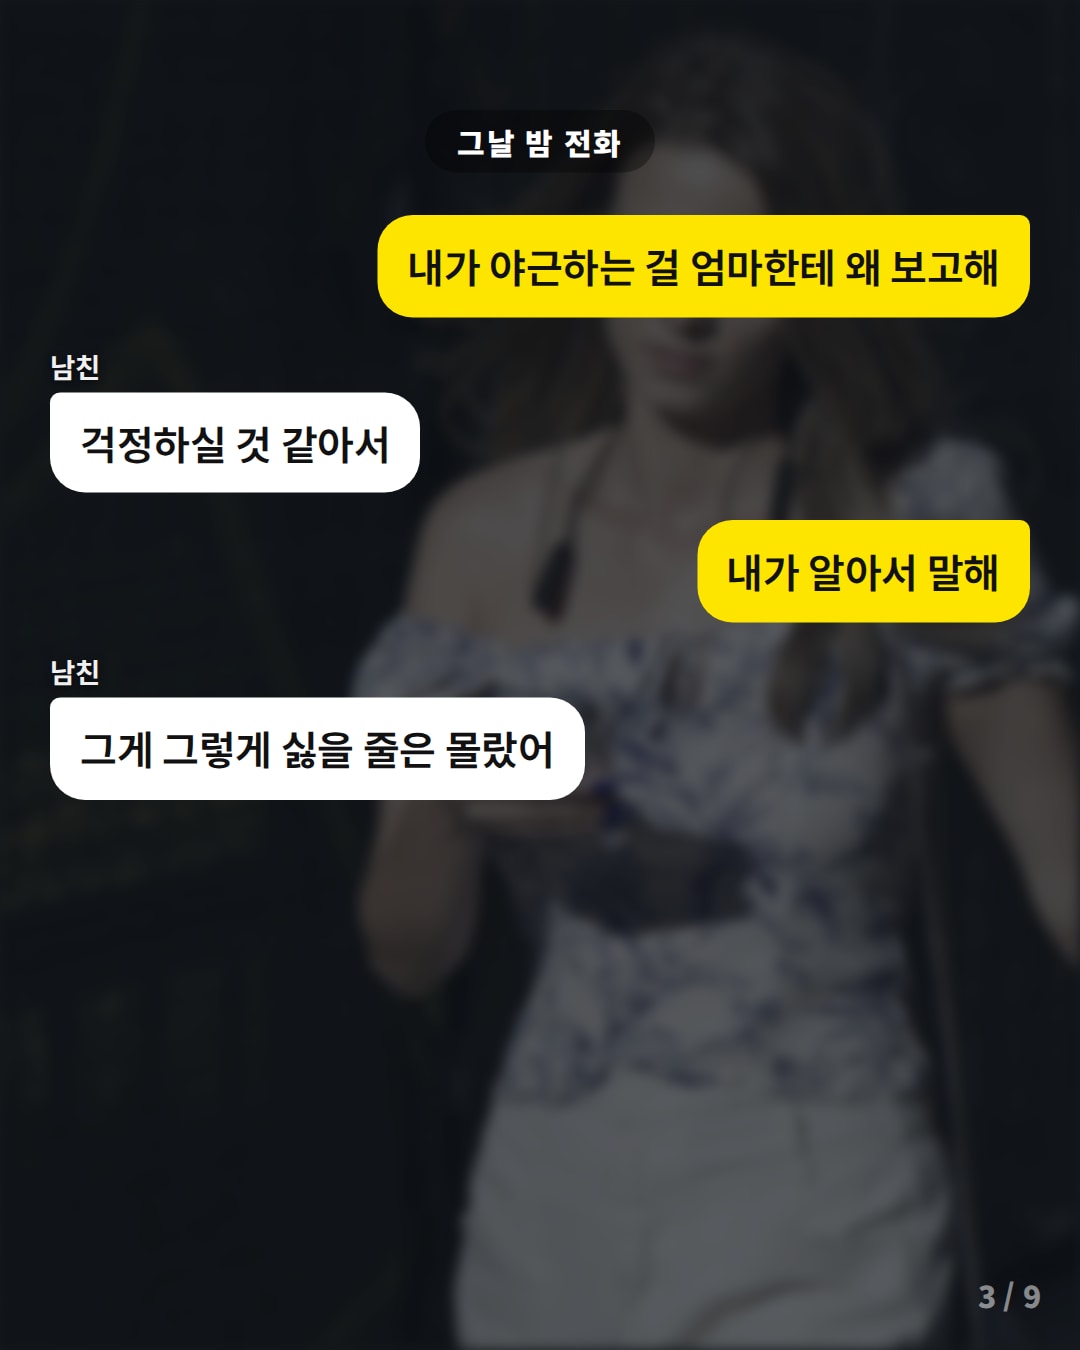 그날 밤 전화
내가 야근하는 걸 엄마한테 왜 보고해
남친
걱정하실 것 같아서
내가 알아서 말해
남친
그게 그렇게 싫을 줄은 몰랐어
3 / 9